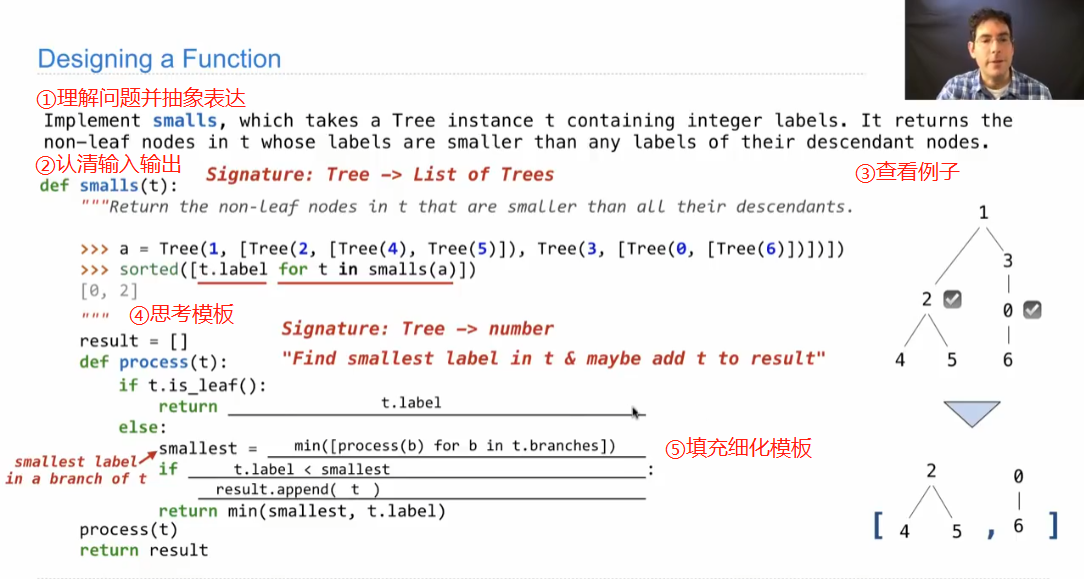 Designing a Function
①理解问题并抽象表达
Implement smalls, which takes a Tree instance t containing integer labels. It returns the
non-leaf nodes in t whose labels are smaller than any labels of their descendant nodes.
②认清输入输出
Signature: Tree -> List of Trees
③查看例子
def smalls(t):
"""Return the non-leaf nodes in t that are smaller than all their descendants.
>>> a = Tree(1, [Tree(2, [Tree(4), Tree(5)]), Tree(3, [Tree(0, [Tree(6)])])])
>>> sorted([t.label for t in smalls(a)])
[0, 2]
"""
④思考模板
Signature: Tree -> number
result = []
"Find smallest label in t & maybe add t to result"
def process(t):
if t.is_leaf():
return t.label
else:
smallest = min([process(b) for b in t.branches])
⑤填充细化模板
smallest label
in a branch of t
if t.label < smallest :
result.append( t )
return min(smallest, t.label)
process(t)
return result
1
3
2
0
4 5 6
2 0
[ 4 5 , 6 ]